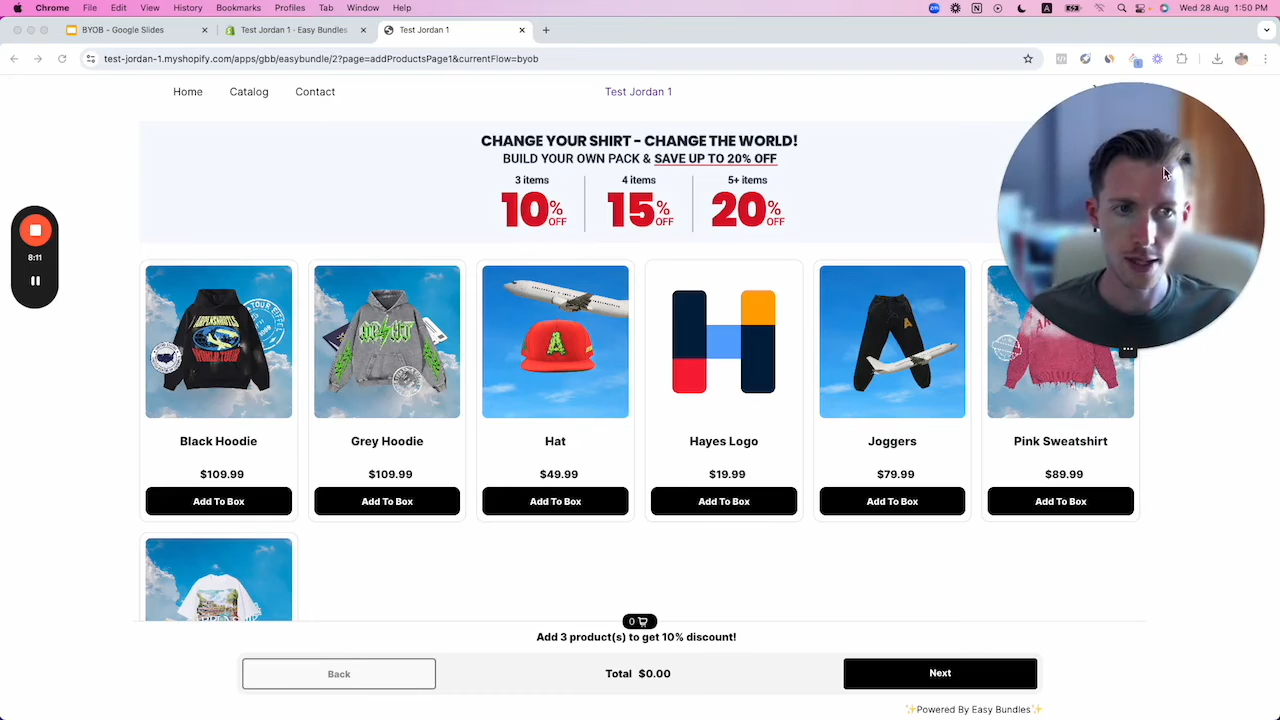 Chrome File Edit View History Bookmarks Profiles Tab Window Help
Wed 28 Aug 1:50 PM
BYOB - Google Slides
Test Jordan 1 · Easy Bundles
Test Jordan 1
test-jordan-1.myshopify.com/apps/gbb/easybundle/2?page=addProductsPage1&currentFlow=byob
Home Catalog Contact
Test Jordan 1
CHANGE YOUR SHIRT - CHANGE THE WORLD!
BUILD YOUR OWN PACK & SAVE UP TO 20% OFF
3 items 4 items 5+ items
10% OFF 15% OFF 20% OFF
8:11
WORLD TOUR
A
A
Black Hoodie Grey Hoodie Hat Hayes Logo Joggers Pink Sweatshirt
$109.99 $109.99 $49.99 $19.99 $79.99 $89.99
Add To Box Add To Box Add To Box Add To Box Add To Box Add To Box
0
Add 3 product(s) to get 10% discount!
Back Total $0.00 Next
✨Powered By Easy Bundles✨